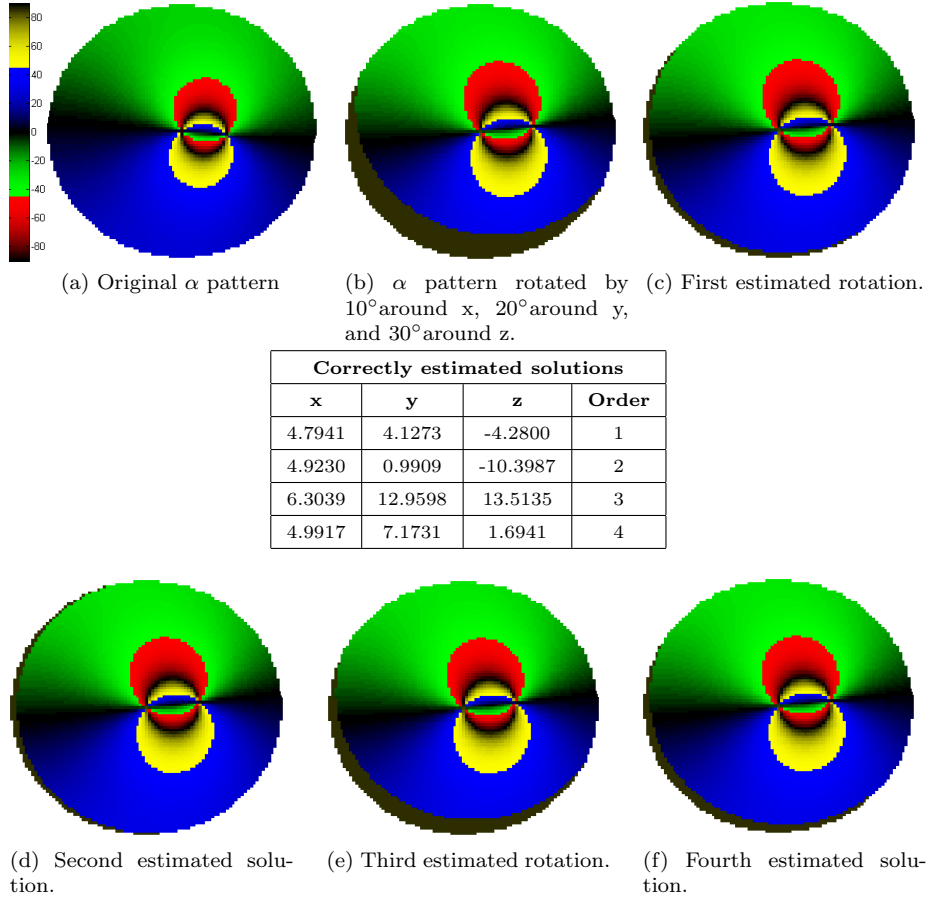 80
60
40
20
0
-20
-40
-60
-80
(a) Original α pattern
(b) α pattern rotated by
10°around x, 20°around y,
and 30°around z.
(c) First estimated rotation.
Correctly estimated solutions
x y z Order
4.7941 4.1273 -4.2800 1
4.9230 0.9909 -10.3987 2
6.3039 12.9598 13.5135 3
4.9917 7.1731 1.6941 4
(d) Second estimated solu-
tion.
(e) Third estimated rotation.
(f) Fourth estimated solu-
tion.